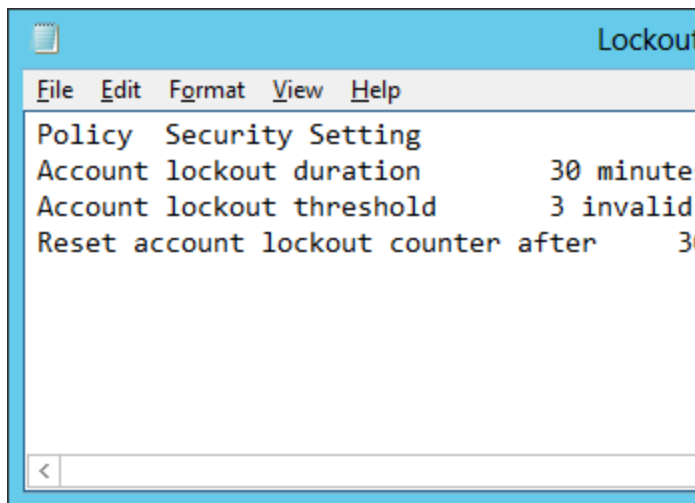 Lockout
File Edit Format View Help
Policy Security Setting
Account lockout duration 30 minute
Account lockout threshold 3 invalid
Reset account lockout counter after